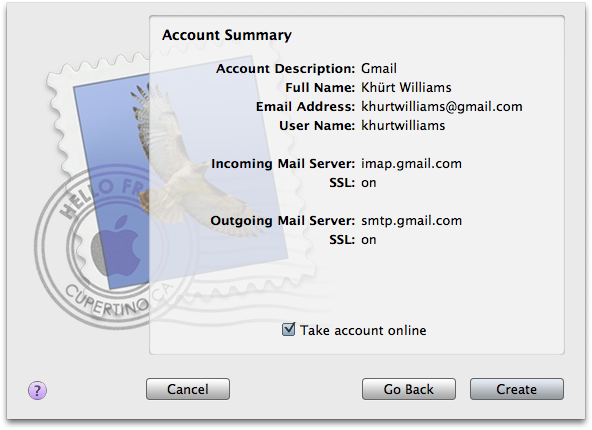 Account Summary
Account Description: Gmail
Full Name: Khürt Williams
Email Address: khurtwilliams@gmail.com
User Name: khurtwilliams
Incoming Mail Server: imap.gmail.com
SSL: on
Outgoing Mail Server: smtp.gmail.com
SSL: on
HELLO FR
CUPERTINO CA
Take account online
? Cancel Go Back Create